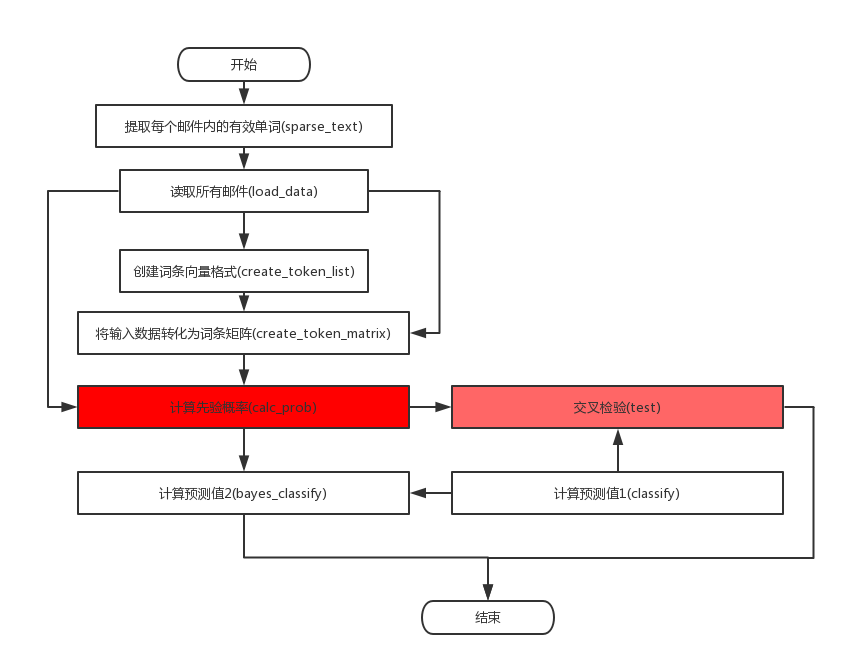 开始
提取每个邮件内的有效单词(sparse_text)
读取所有邮件(load_data)
创建词条向量格式(create_token_list)
将输入数据转化为词条矩阵(create_token_matrix)
计算先验概率(calc_prob)
交叉检验(test)
计算预测值2(bayes_classify)
计算预测值1(classify)
结束